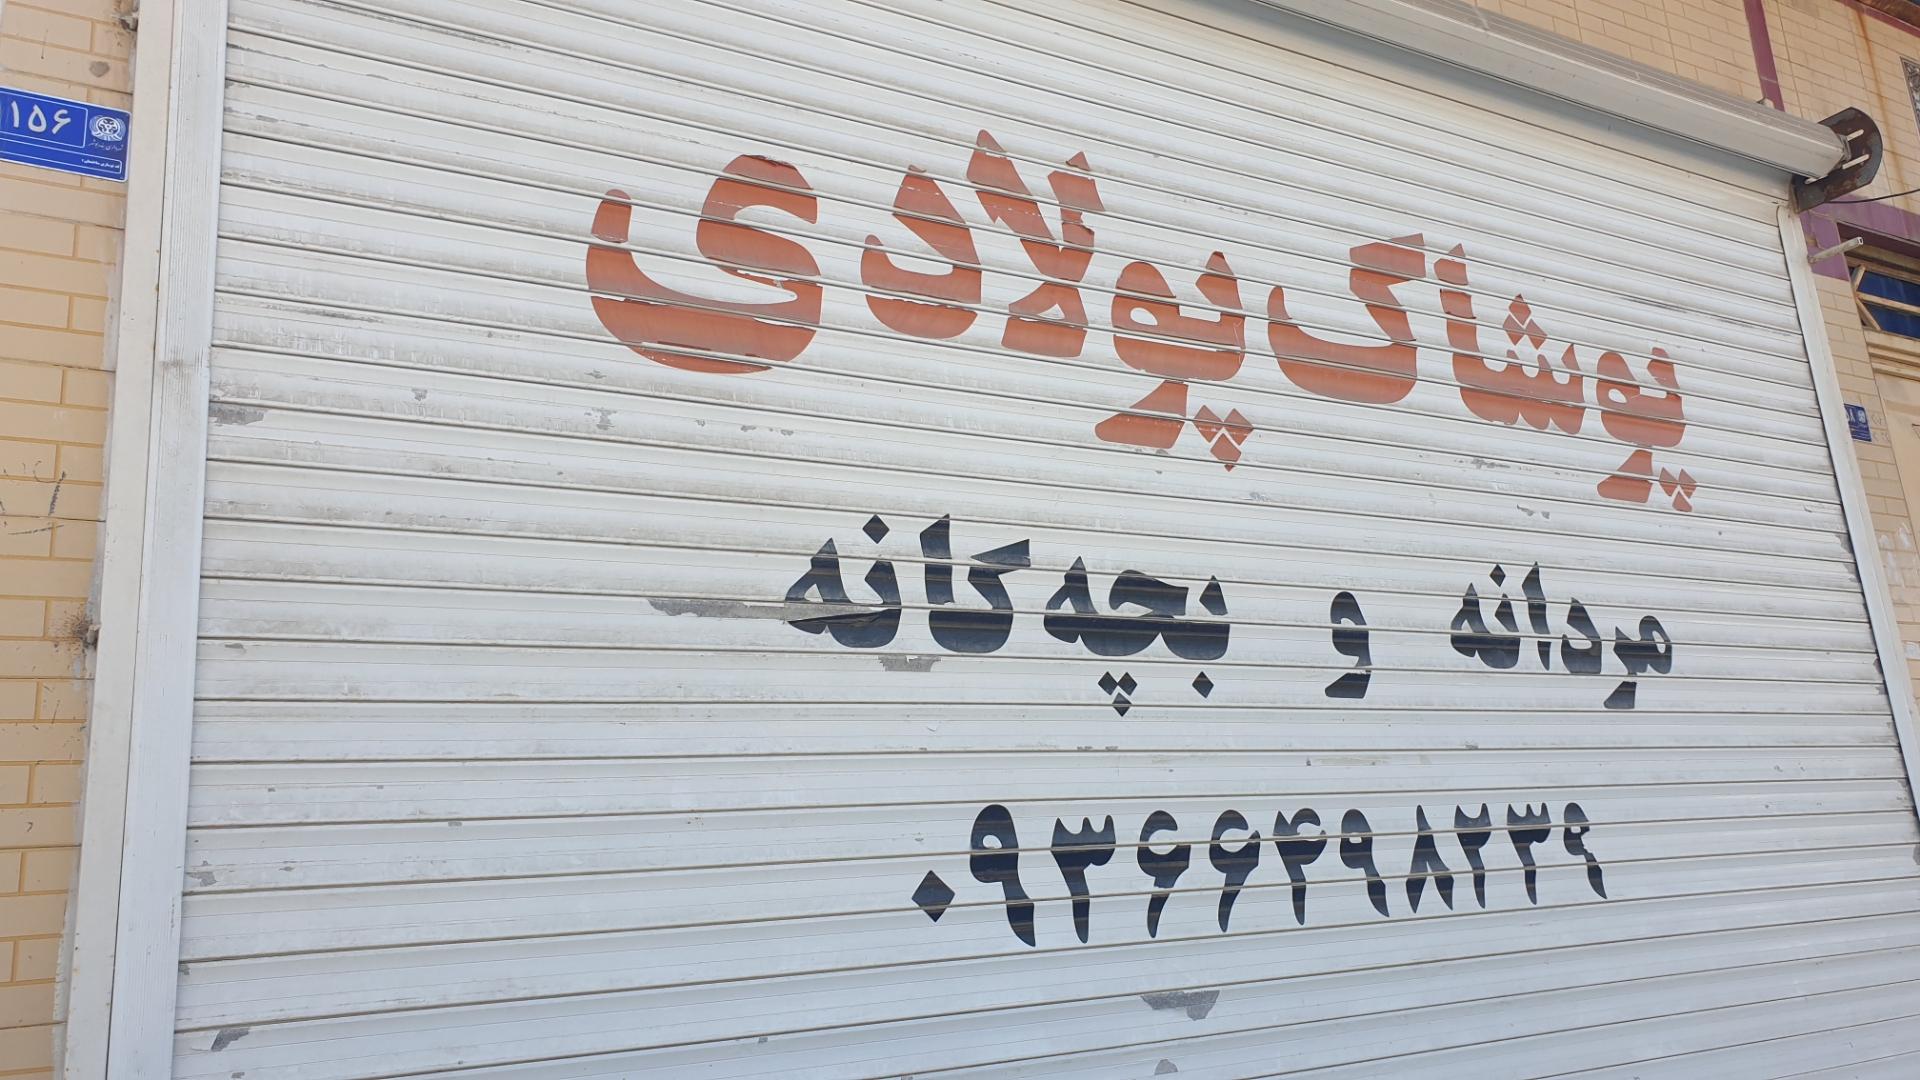 پوشاک پولادی
مردانه و بچه گانه
۰۹۳۶۶۴۹۸۲۳۹
۱۵۶